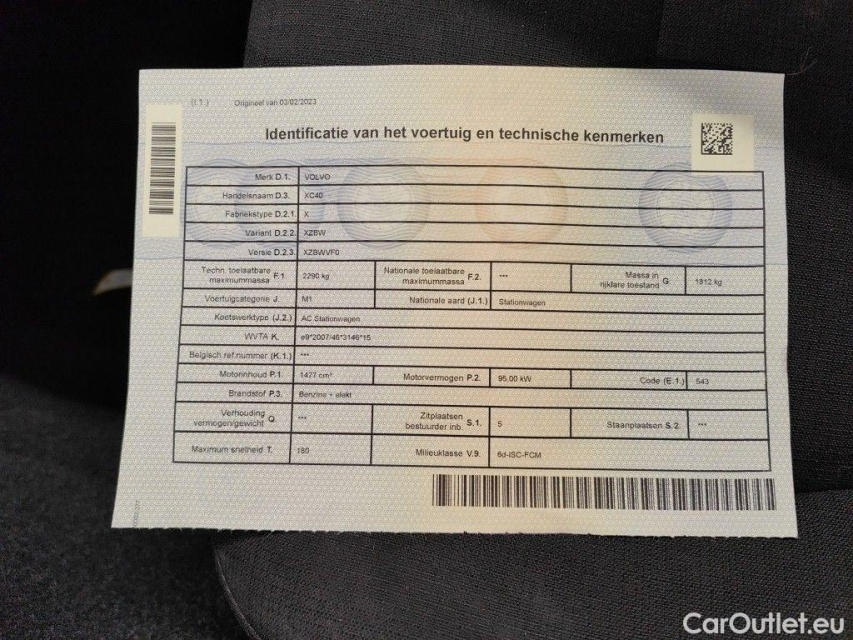 (I.1.) Origineel van 03/02/2023
Identificatie van het voertuig en technische kenmerken
Merk D.1. VOLVO
Handelsnaam D.3. XC40
Fabriekstype D.2.1. X
Variant D.2.2. XZBW
Versie D.2.3. XZBWVF0
Techn. toelaatbare maximummassa F.1. 2290 kg Nationale toelaatbare maximummassa F.2. *** Massa in rijklare toestand G. 1812 kg
Voertuigcategorie J. M1 Nationale aard (J.1.) Stationwagen
Koetswerktype (J.2.) AC Stationwagen
WVTA K. e9*2007/46*3146*15
Belgisch ref.nummer (K.1.) ***
Motorinhoud P.1. 1477 cm³ Motorvermogen P.2. 95.00 kW Code (E.1.) 543
Brandstof P.3. Benzine + elekt
Verhouding vermogen/gewicht Q. *** Zitplaatsen bestuurder inb. S.1. 5 Staanplaatsen S.2. ***
Maximum snelheid T. 180 Milieuklasse V.9. 6d-ISC-FCM
CarOutlet.eu